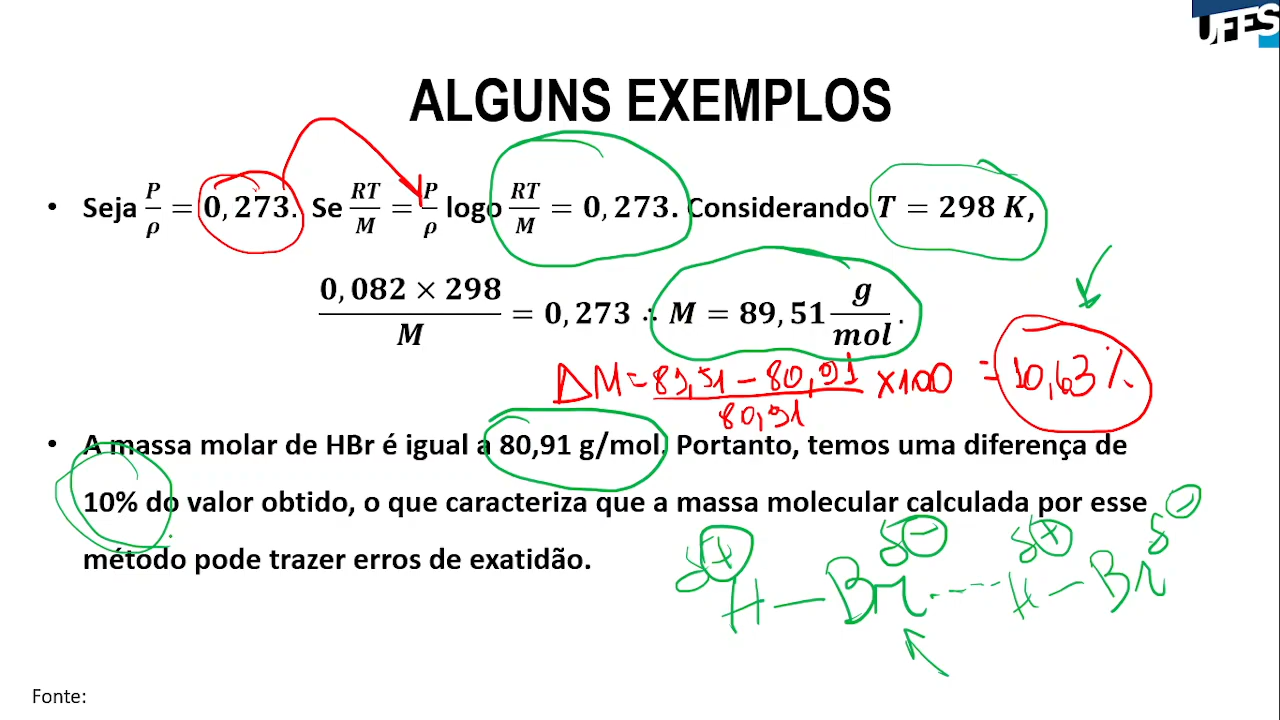 UFES
ALGUNS EXEMPLOS
• Seja P/ρ = 0,273. Se RT/M = P/ρ logo RT/M = 0,273. Considerando T = 298 K,
0,082 × 298 / M = 0,273 ∴ M = 89,51 g/mol.
ΔM = 89,51 - 80,91 / 80,91 ×100 = 10,63 %
• A massa molar de HBr é igual a 80,91 g/mol. Portanto, temos uma diferença de
10% do valor obtido, o que caracteriza que a massa molecular calculada por esse
método pode trazer erros de exatidão.
δ+ δ- δ+ δ-
H — Br ----- H — Br
Fonte: